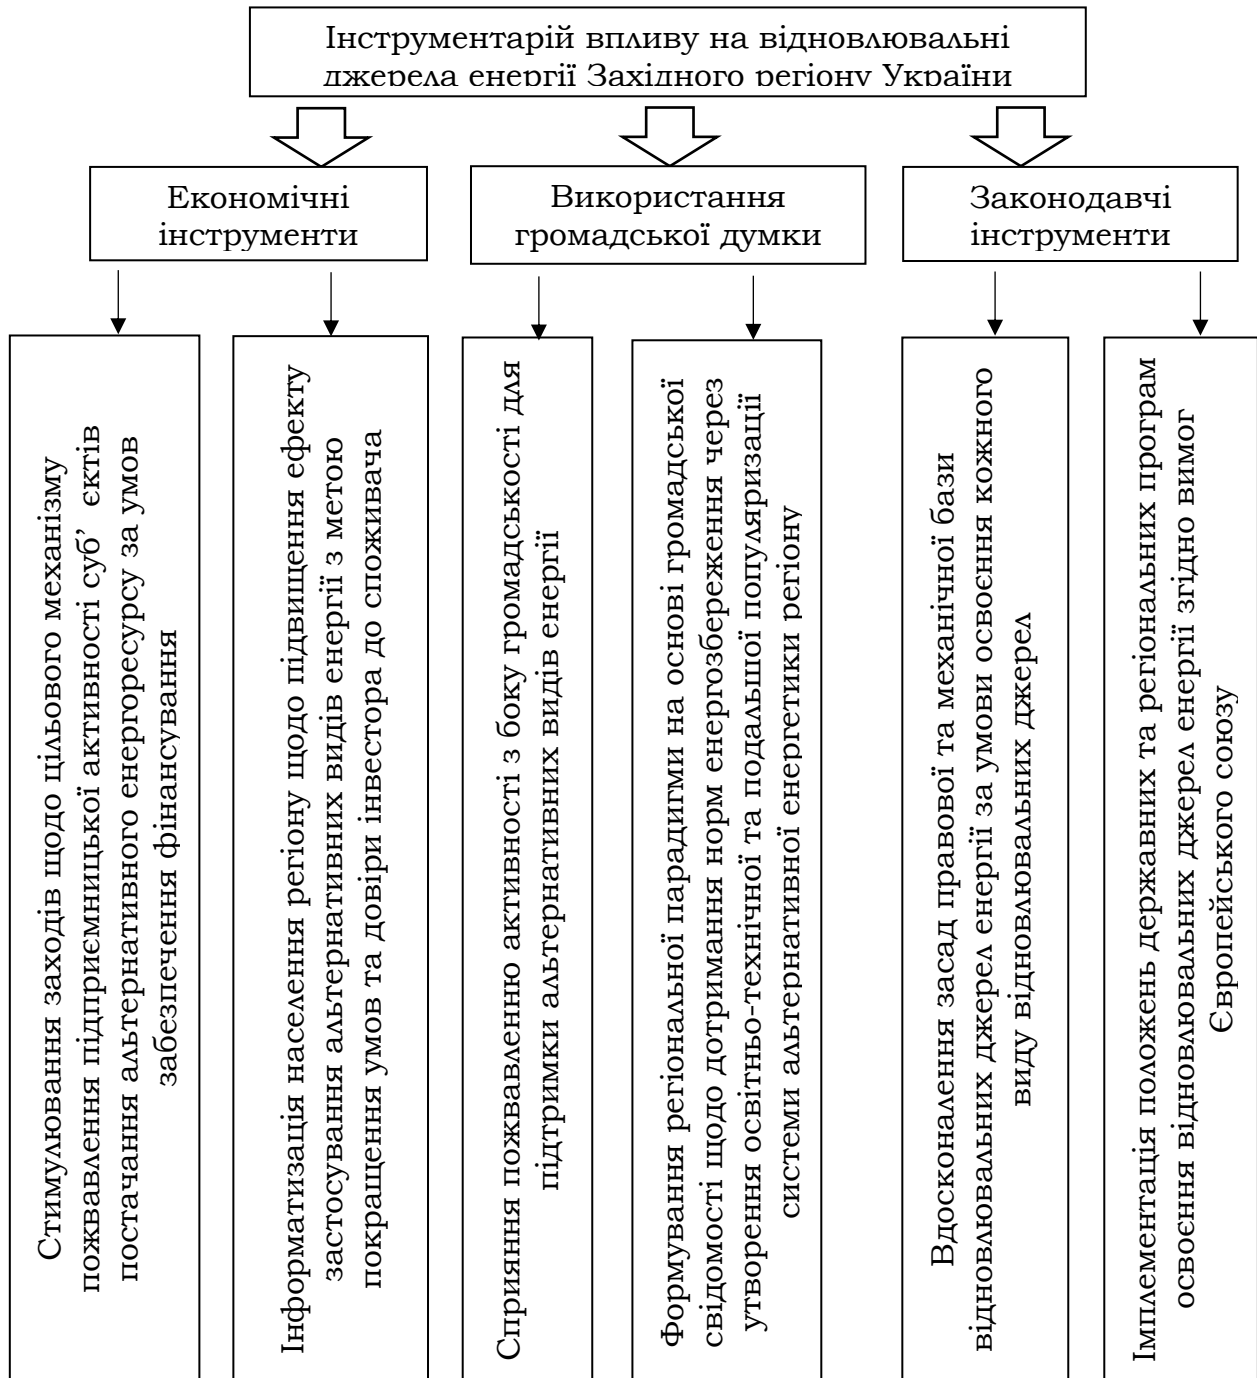 Інструментарій впливу на відновлювальні
джерела енергії Західного регіону України
Економічні
інструменти
Використання
громадської думки
Законодавчі
інструменти
Стимулювання заходів щодо цільового механізму
пожвавлення підприємницької активності суб’ єктів
постачання альтернативного енергоресурсу за умов
забезпечення фінансування
Інформатизація населення регіону щодо підвищення ефекту
застосування альтернативних видів енергії з метою
покращення умов та довіри інвестора до споживача
Сприяння пожвавленню активності з боку громадськості для
підтримки альтернативних видів енергії
Формування регіональної парадигми на основі громадської
свідомості щодо дотримання норм енергозбереження через
утворення освітньо-технічної та подальшої популяризації
системи альтернативної енергетики регіону
Вдосконалення засад правової та механічної бази
відновлювальних джерел енергії за умови освоєння кожного
виду відновлювальних джерел
Імплементація положень державних та регіональних програм
освоєння відновлювальних джерел енергії згідно вимог
Європейського союзу